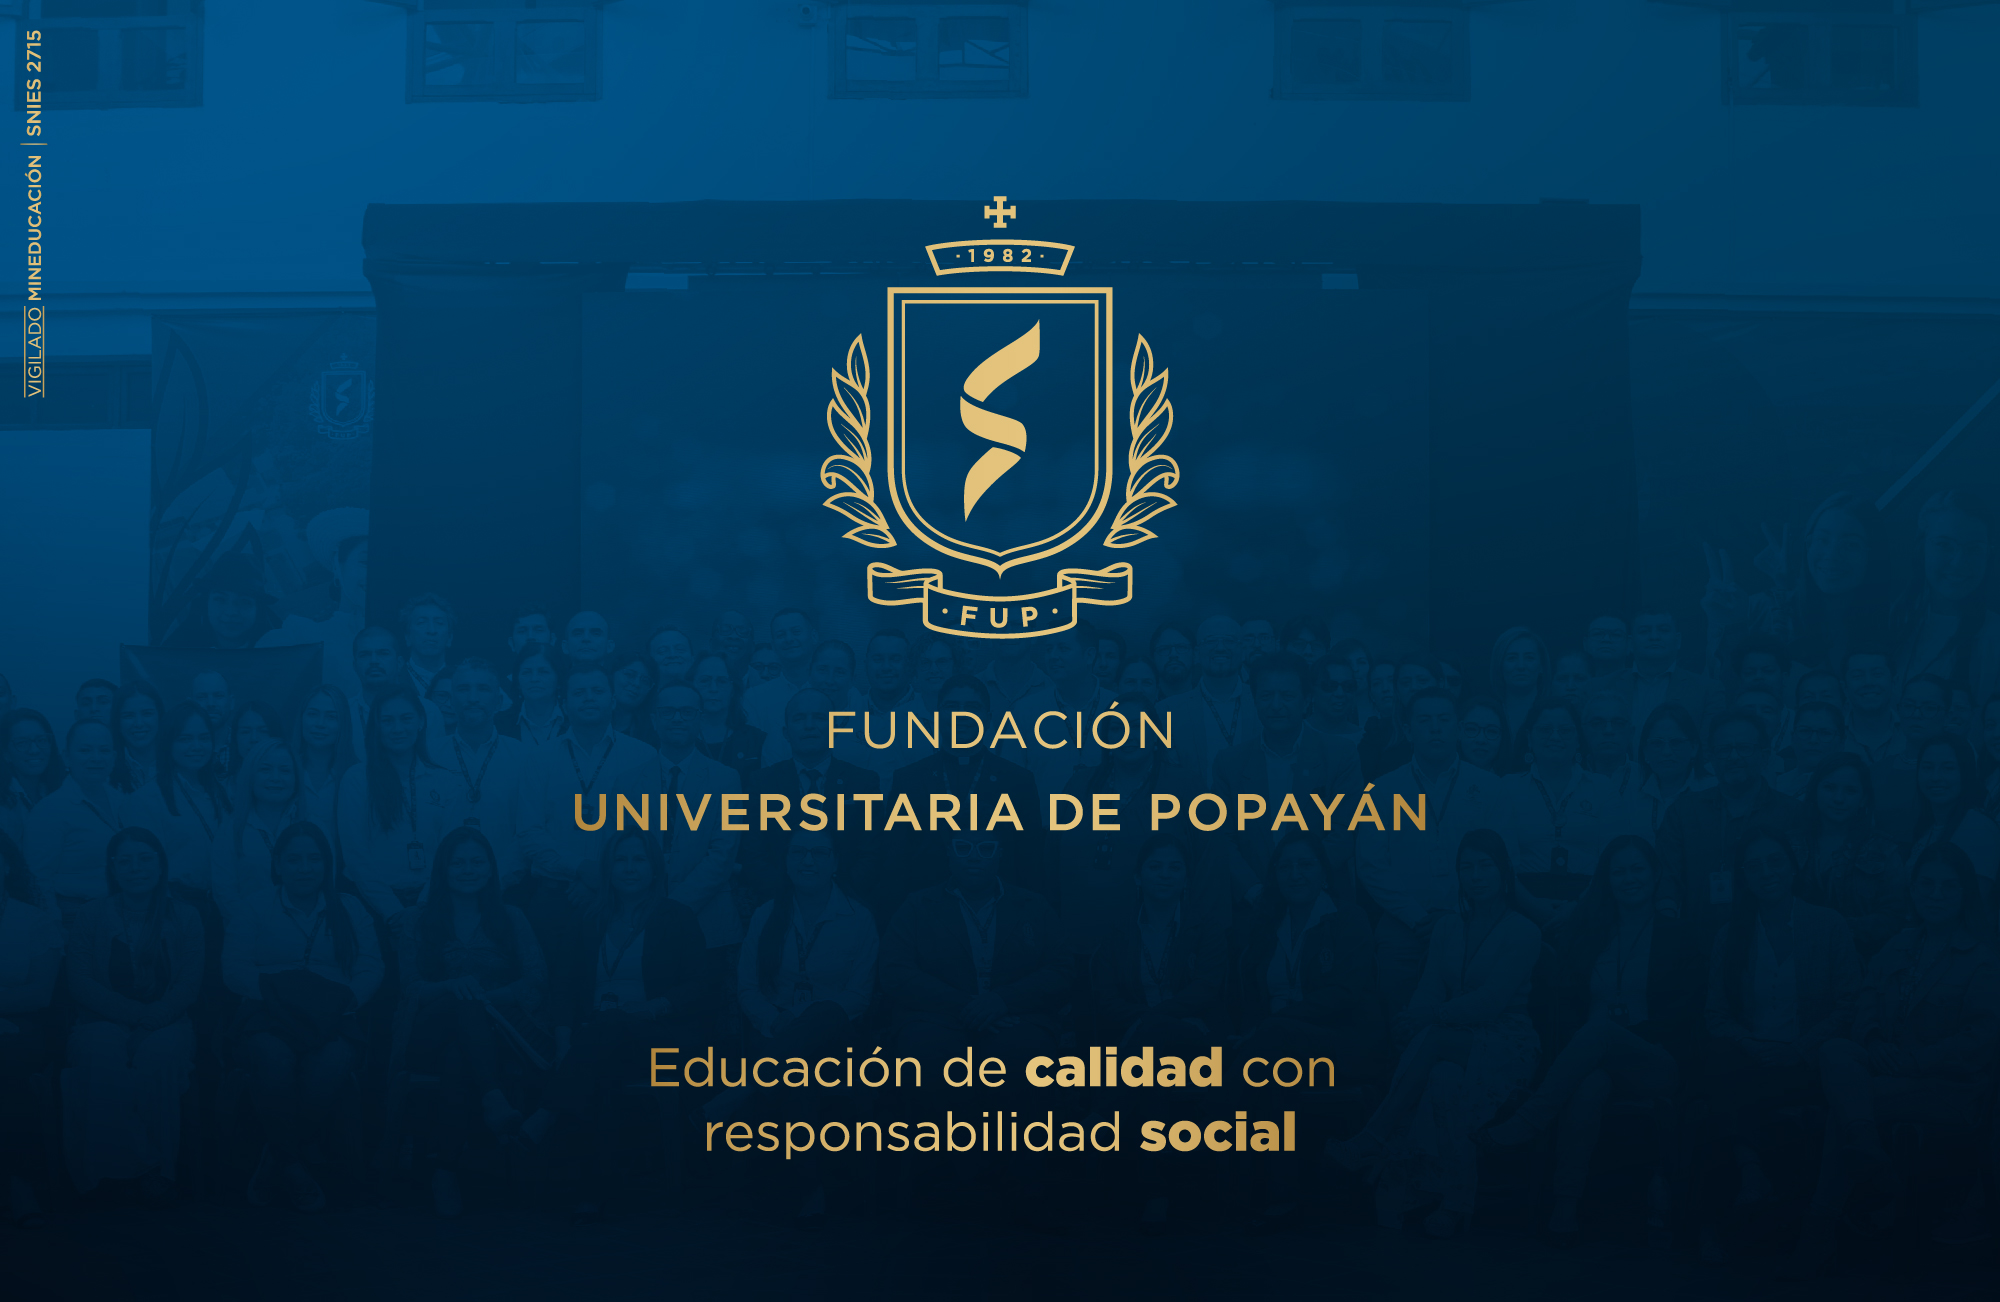 VIGILADO MINEDUCACIÓN | SNIES 2715
· 1982 ·
· FUP ·
FUNDACIÓN
UNIVERSITARIA DE POPAYÁN
Educación de calidad con
responsabilidad social